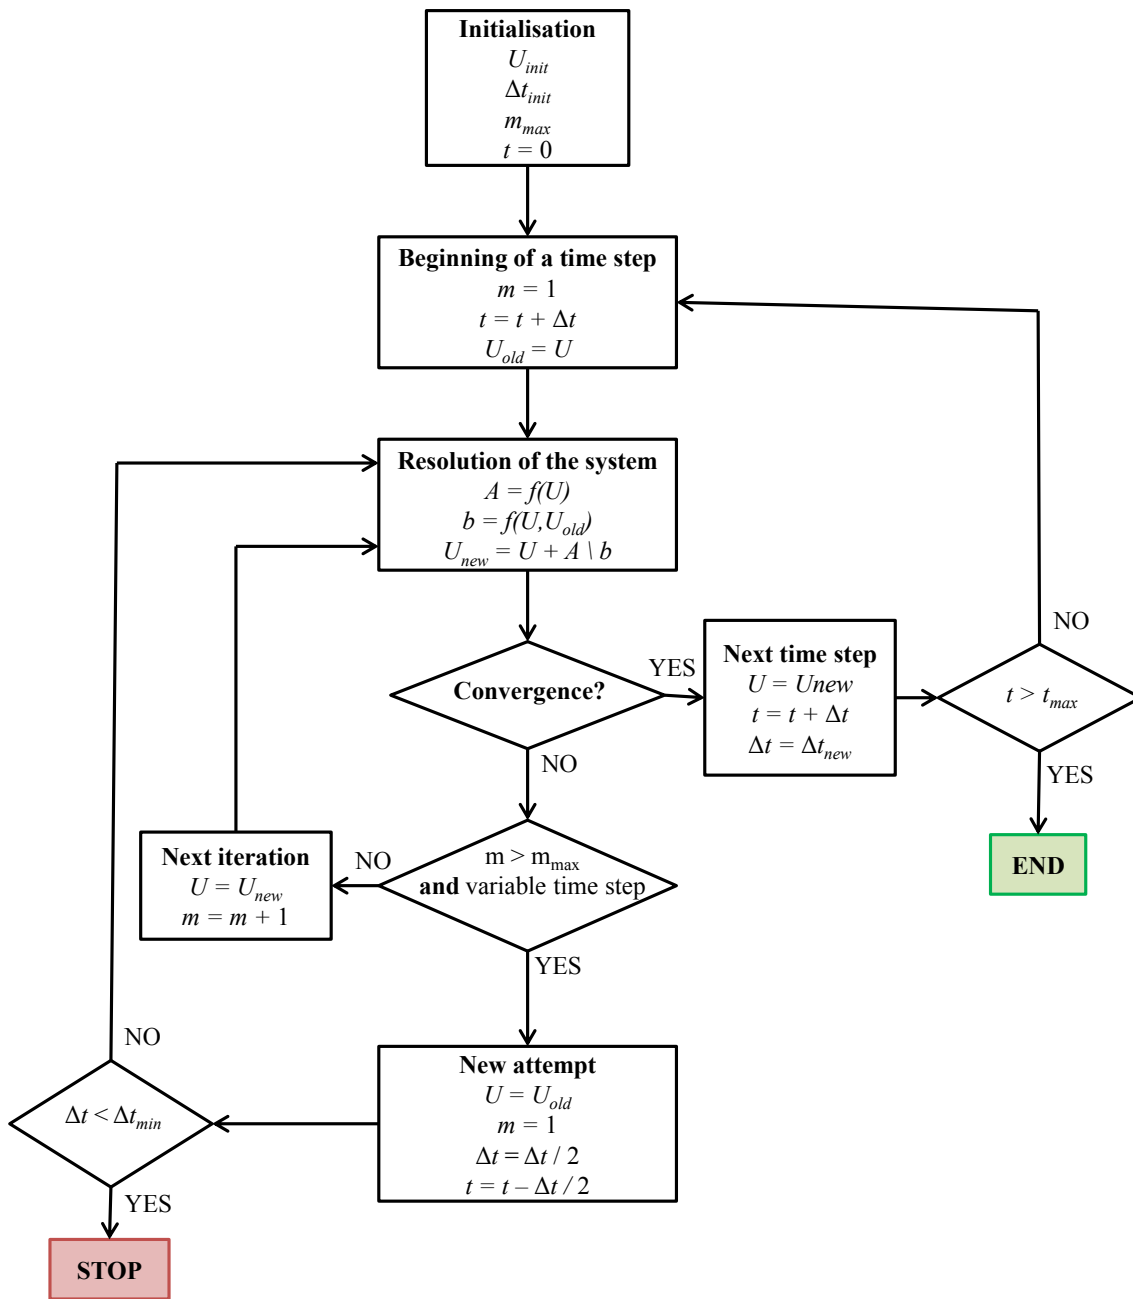 Initialisation
U_init
Δt_init
m_max
t = 0
Beginning of a time step
m = 1
t = t + Δt
U_old = U
Resolution of the system
A = f(U)
b = f(U,U_old)
U_new = U + A \ b
Convergence?
YES
NO
Next time step
U = Unew
t = t + Δt
Δt = Δt_new
t > t_max
NO
YES
END
m > m_max
and variable time step
NO
YES
Next iteration
U = U_new
m = m + 1
New attempt
U = U_old
m = 1
Δt = Δt / 2
t = t – Δt / 2
Δt < Δt_min
NO
YES
STOP